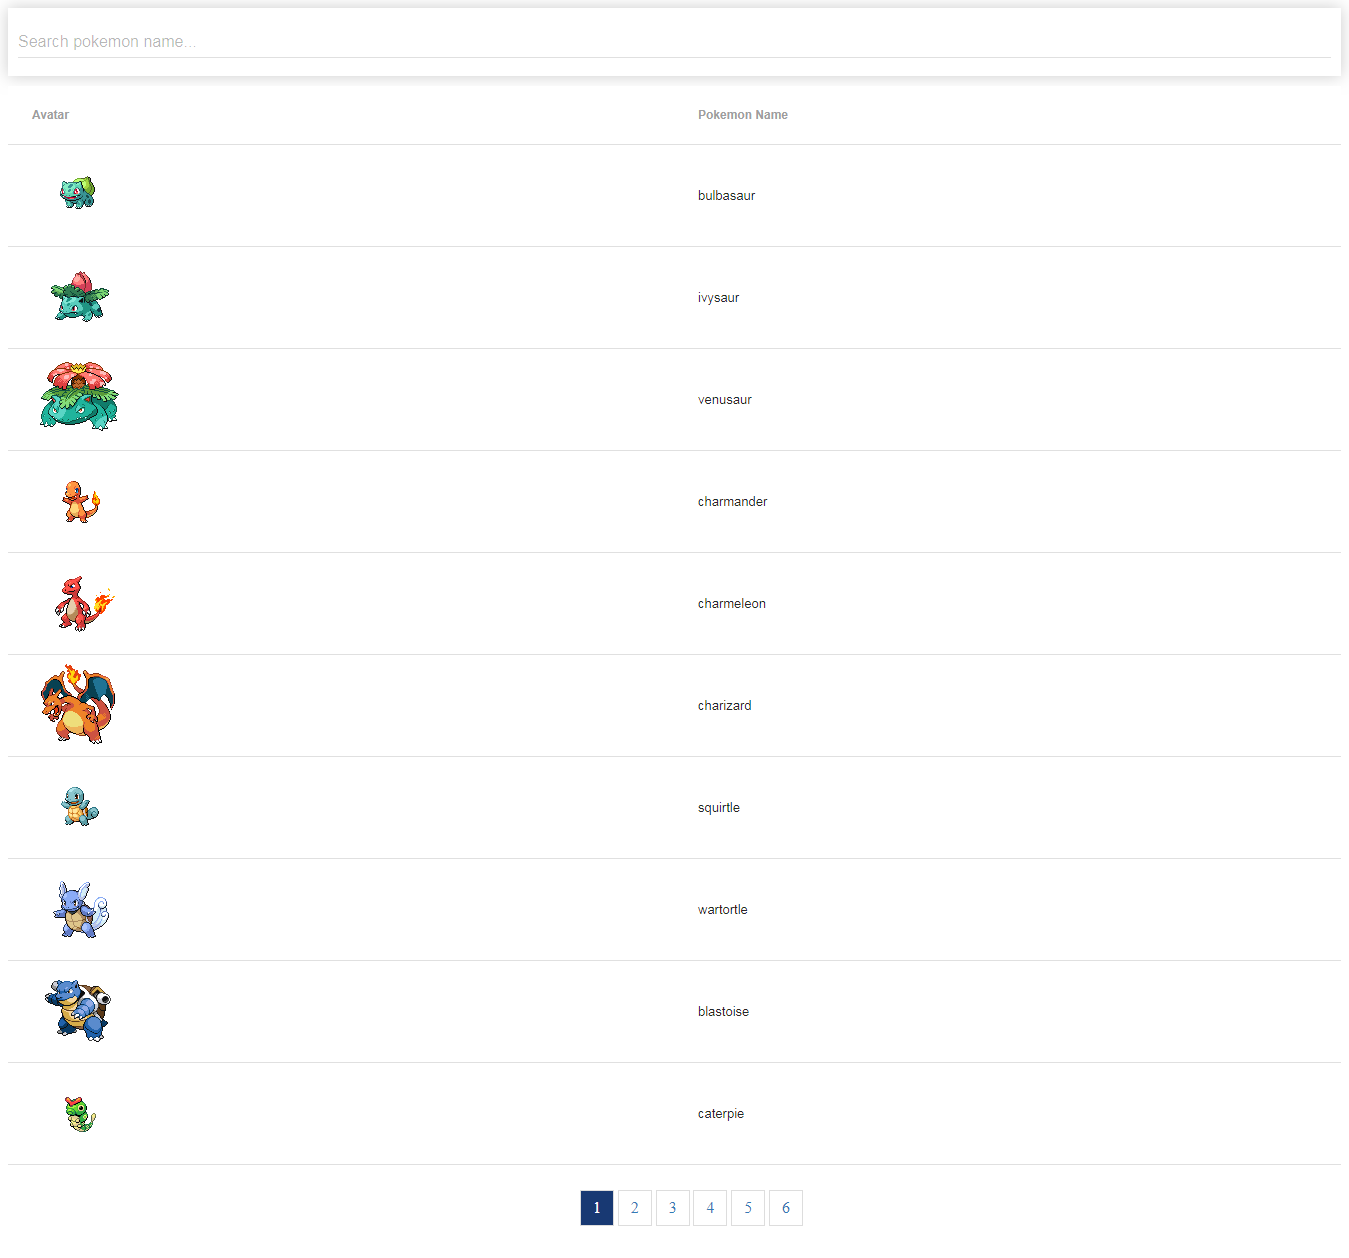 Search pokemon name...
Avatar Pokemon Name
bulbasaur
ivysaur
venusaur
charmander
charmeleon
charizard
squirtle
wartortle
blastoise
caterpie
1 2 3 4 5 6